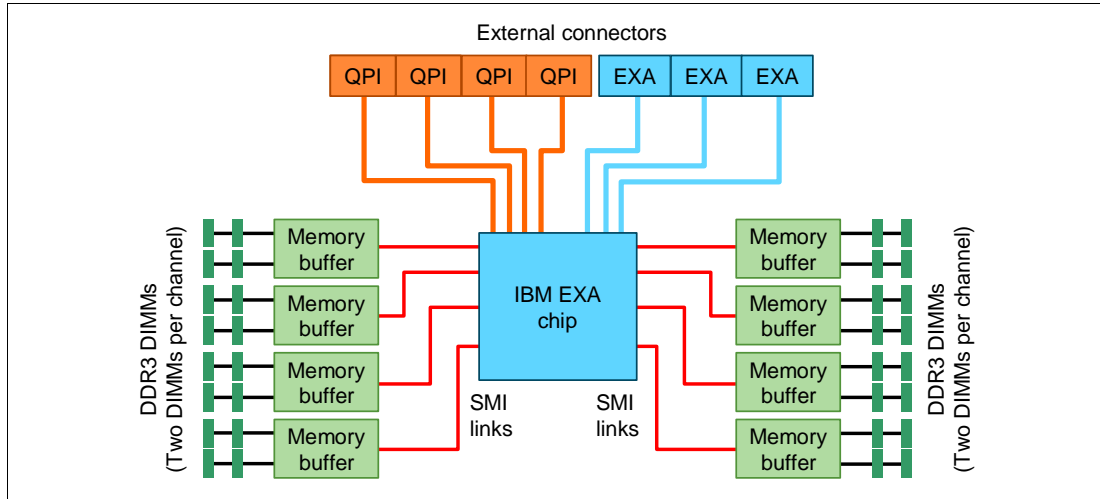 External connectors
QPI QPI QPI QPI EXA EXA EXA
Memory
buffer
Memory
buffer
Memory
buffer
Memory
buffer
DDR3 DIMMs
(Two DIMMs per channel)
IBM EXA
chip
SMI
links
SMI
links
Memory
buffer
Memory
buffer
Memory
buffer
Memory
buffer
DDR3 DIMMs
(Two DIMMs per channel)